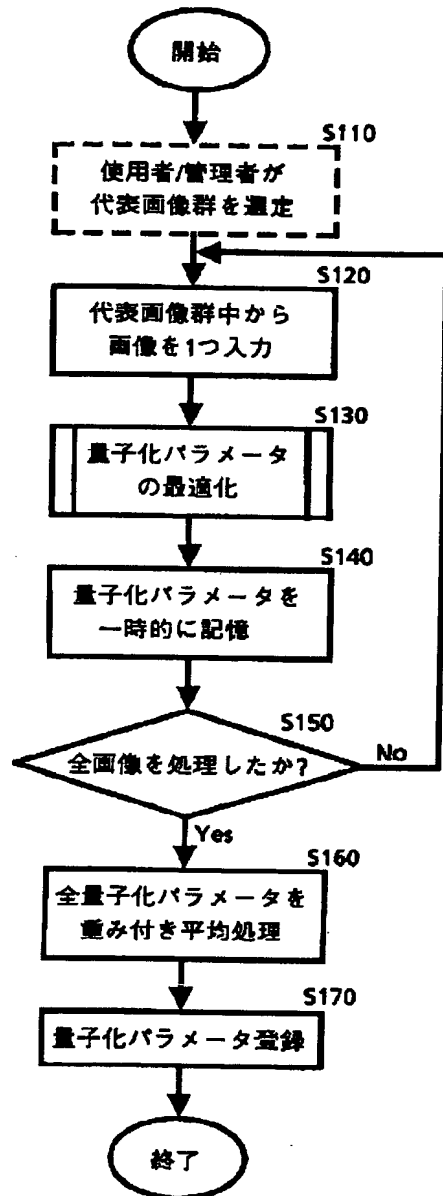 開始
S110
使用者/管理者が
代表画像群を選定
S120
代表画像群中から
画像を1つ入力
S130
量子化パラメータ
の最適化
S140
量子化パラメータを
一時的に記憶
S150
全画像を処理したか?
No
Yes
S160
全量子化パラメータを
重み付き平均処理
S170
量子化パラメータ登録
終了